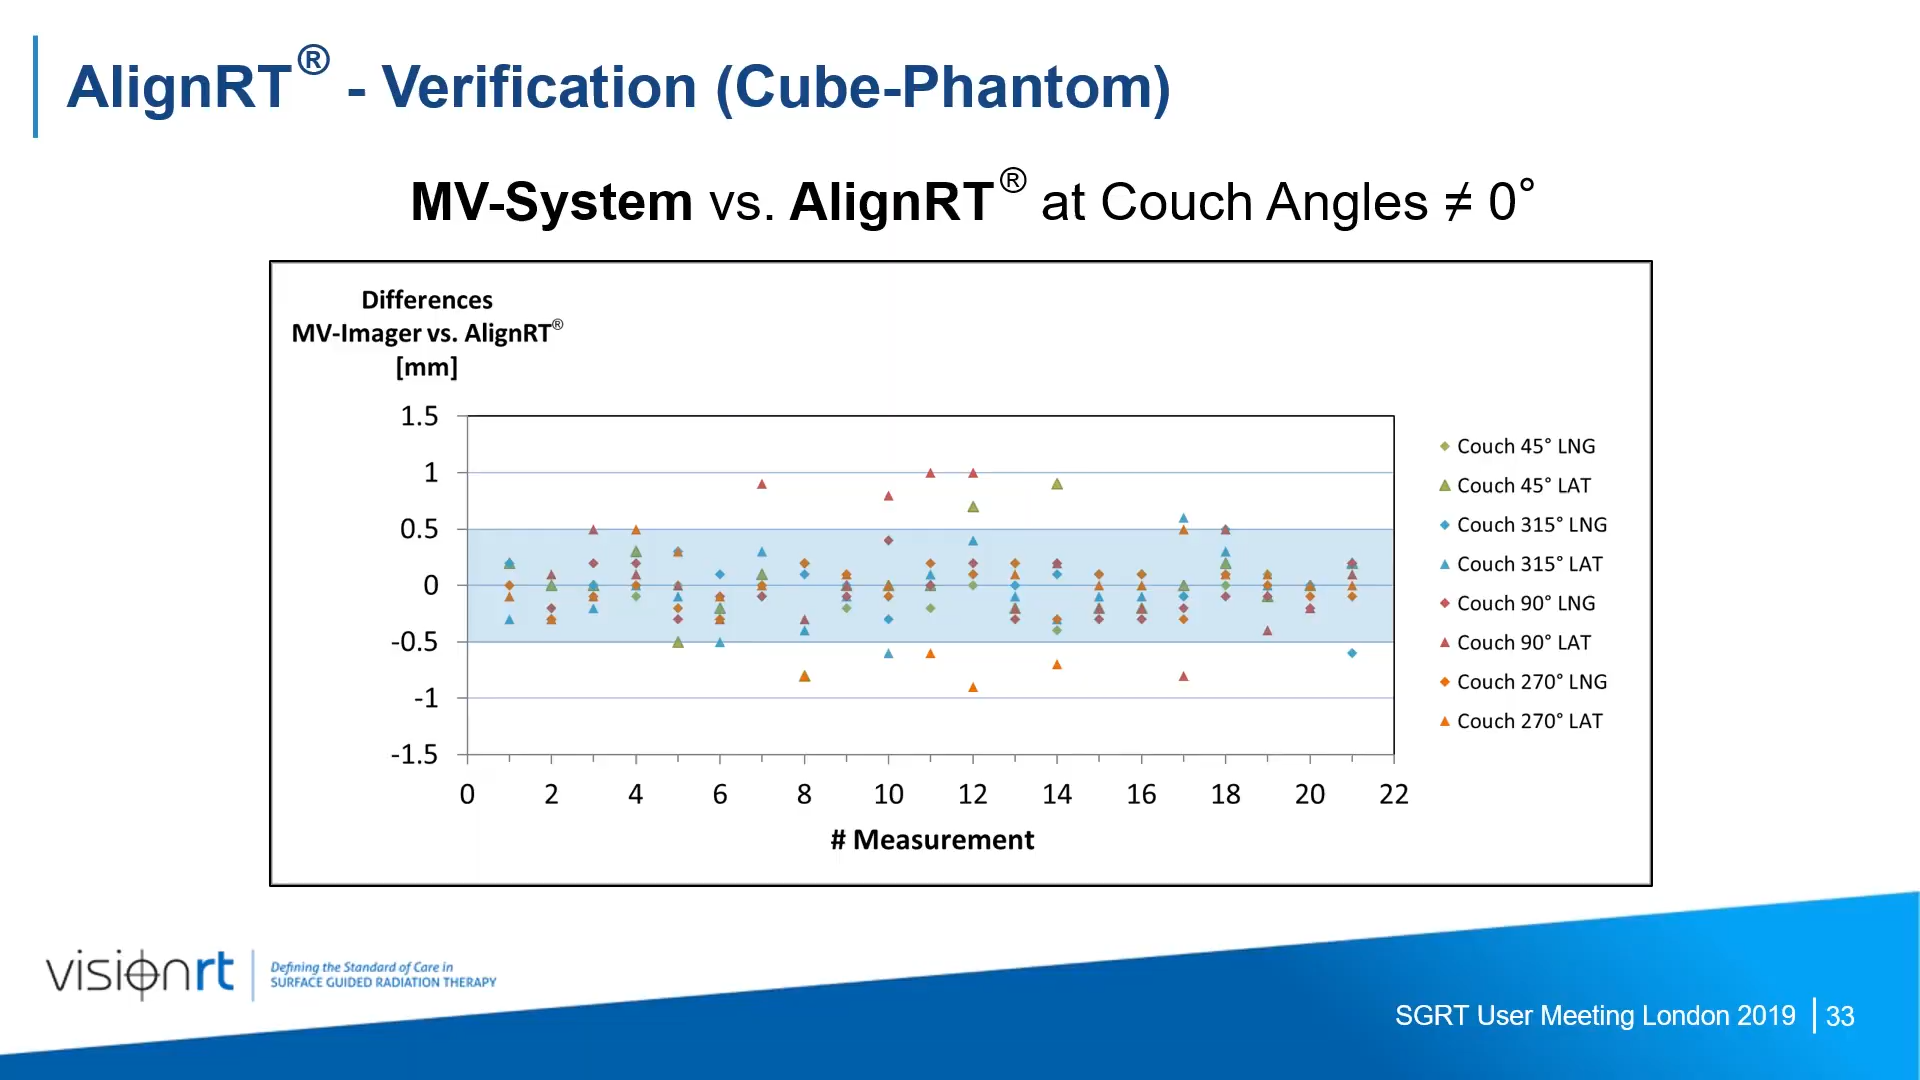 AlignRT® - Verification (Cube-Phantom)
MV-System vs. AlignRT® at Couch Angles ≠ 0°
Differences
MV-Imager vs. AlignRT®
[mm]
1.5
1
0.5
0
-0.5
-1
-1.5
0 2 4 6 8 10 12 14 16 18 20 22
# Measurement
Couch 45° LNG
Couch 45° LAT
Couch 315° LNG
Couch 315° LAT
Couch 90° LNG
Couch 90° LAT
Couch 270° LNG
Couch 270° LAT
visionrt
Defining the Standard of Care in
SURFACE GUIDED RADIATION THERAPY
SGRT User Meeting London 2019 33